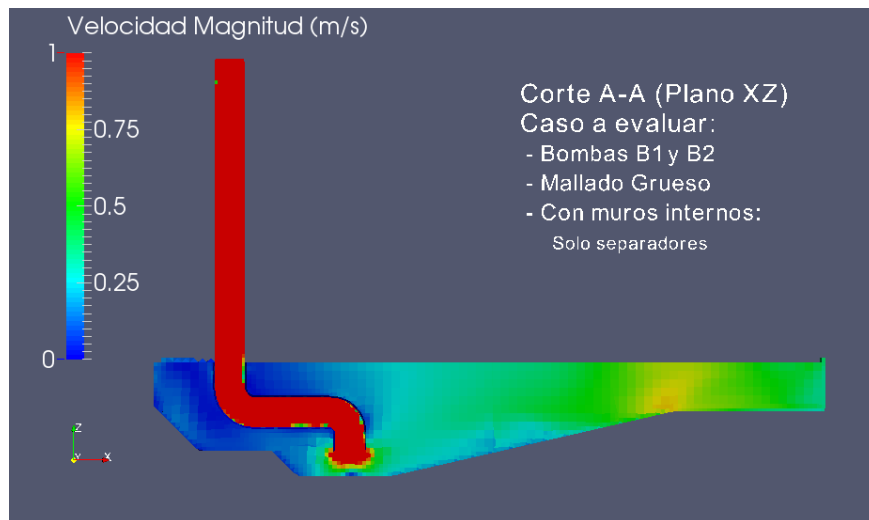 Velocidad Magnitud (m/s)
1
0.75
0.5
0.25
0
Corte A-A (Plano XZ)
Caso a evaluar:
- Bombas B1 y B2
- Mallado Grueso
- Con muros internos:
Solo separadores
Z
Y
X